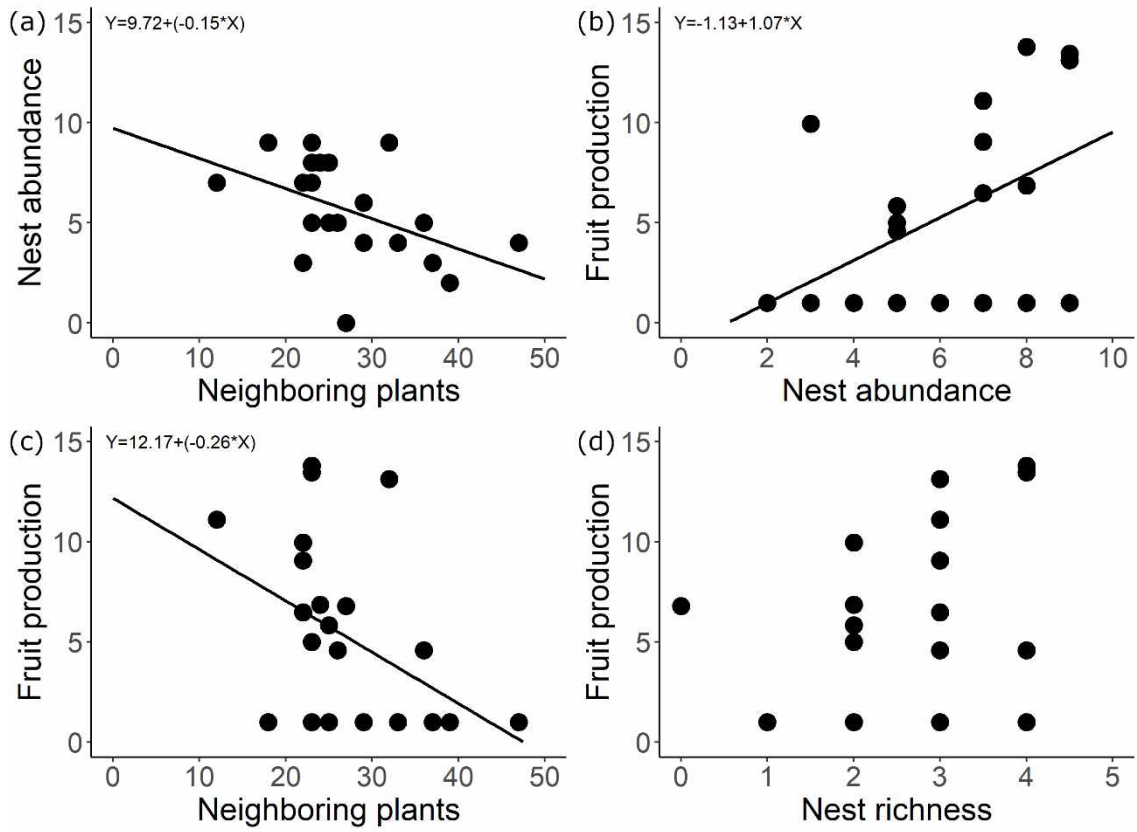 (a)
Y=9.72+(-0.15*X)
Nest abundance
15
10
5
0
0 10 20 30 40 50
Neighboring plants
(b)
Y=-1.13+1.07*X
Fruit production
15
10
5
0
0 2 4 6 8 10
Nest abundance
(c)
Y=12.17+(-0.26*X)
Fruit production
15
10
5
0
0 10 20 30 40 50
Neighboring plants
(d)
Fruit production
15
10
5
0
0 1 2 3 4 5
Nest richness